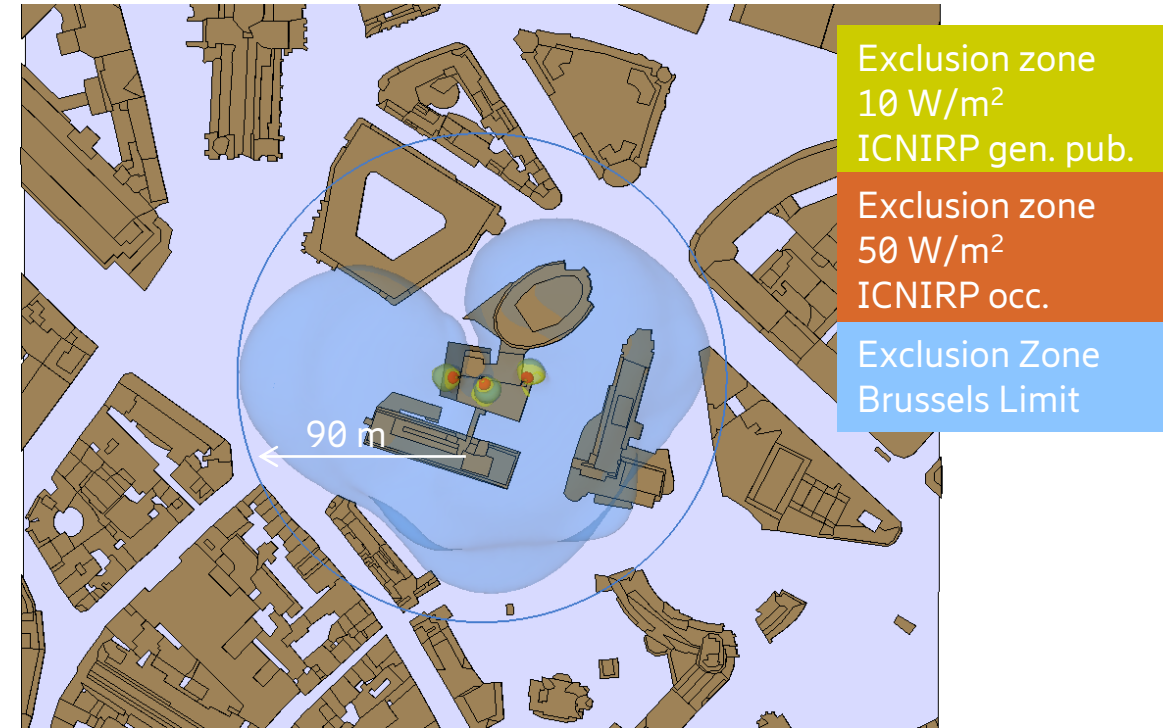 Exclusion zone
10 W/m²
ICNIRP gen. pub.
Exclusion zone
50 W/m²
ICNIRP occ.
Exclusion Zone
Brussels Limit
90 m